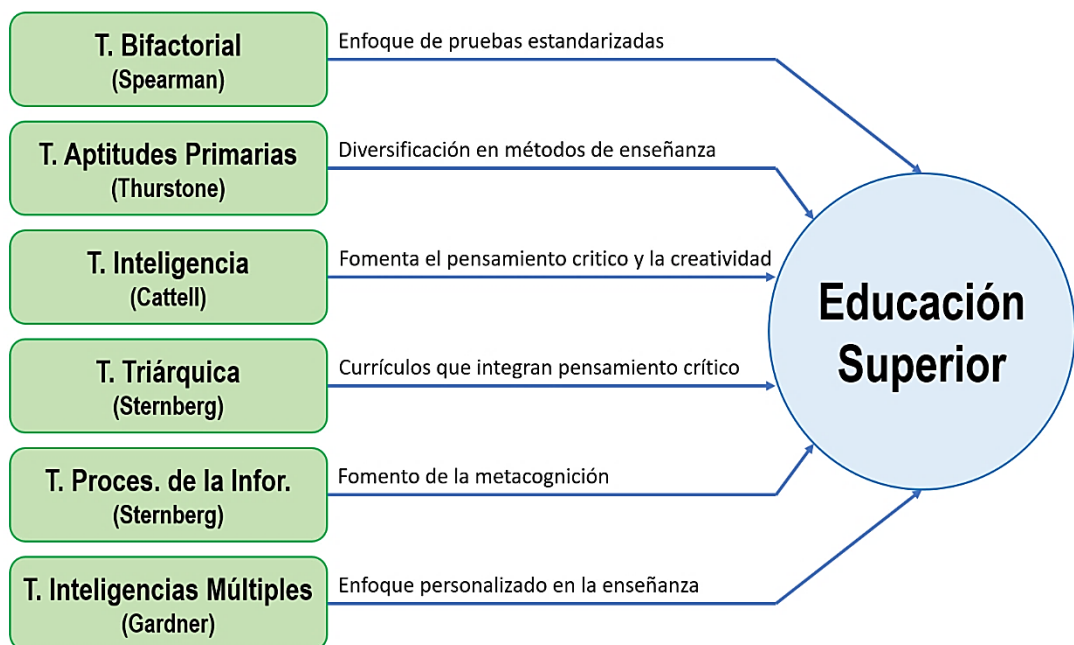 T. Bifactorial
(Spearman)
Enfoque de pruebas estandarizadas
T. Aptitudes Primarias
(Thurstone)
Diversificación en métodos de enseñanza
T. Inteligencia
(Cattell)
Fomenta el pensamiento critico y la creatividad
T. Triárquica
(Sternberg)
Currículos que integran pensamiento crítico
T. Proces. de la Infor.
(Sternberg)
Fomento de la metacognición
T. Inteligencias Múltiples
(Gardner)
Enfoque personalizado en la enseñanza
Educación
Superior